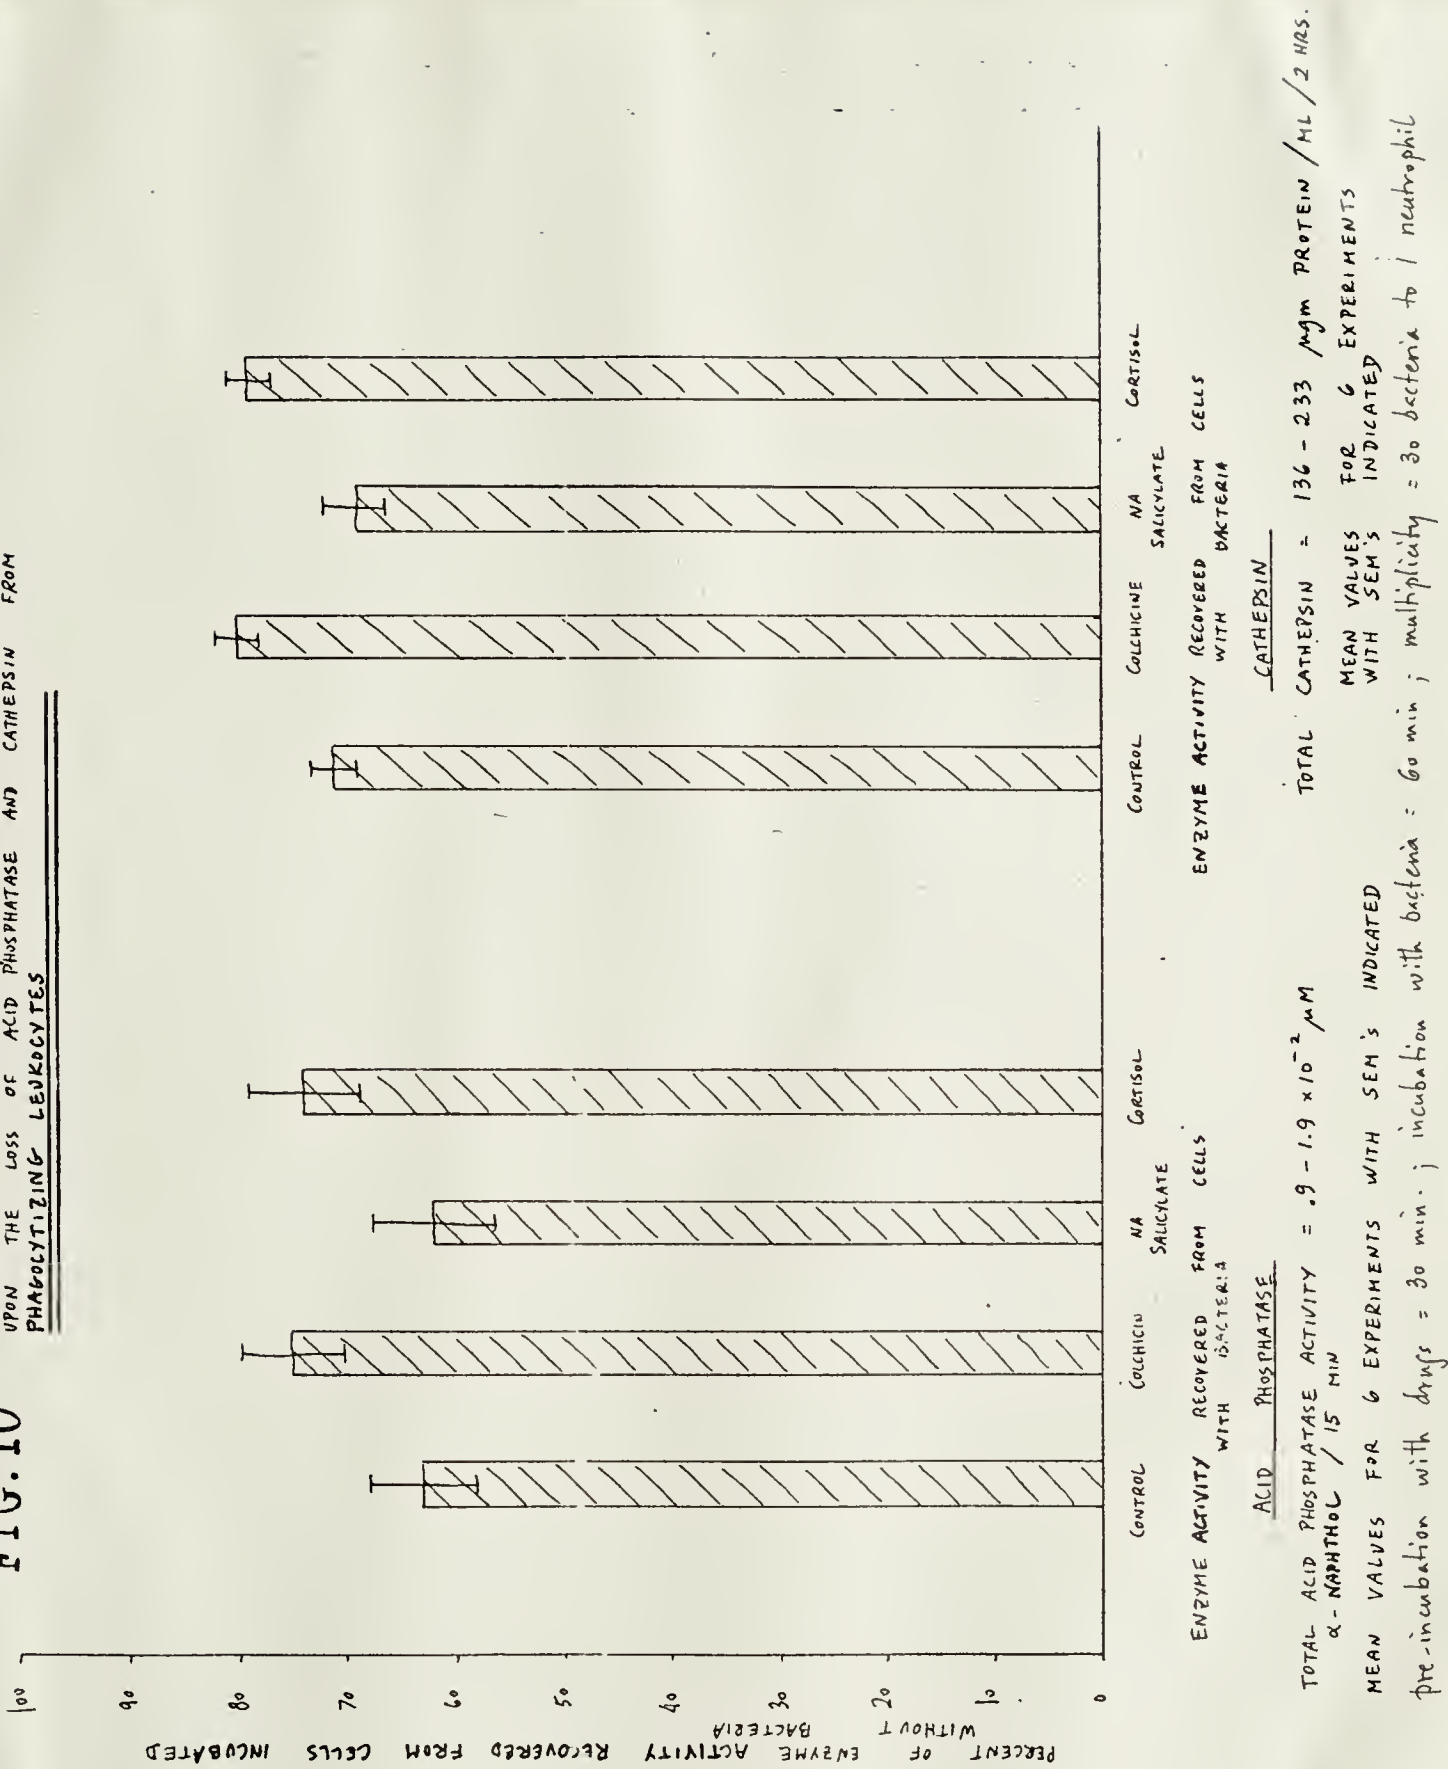 FIG. 10
UPON THE LOSS OF ACID PHOSPHATASE AND CATHEPSIN FROM
PHAGOCYTIZING LEUKOCYTES
PERCENT OF ENZYME ACTIVITY RECOVERED FROM CELLS INCUBATED
WITHOUT BACTERIA
100
90
80
70
60
50
40
30
20
10
0
CONTROL
COLCHICIN
NA
SALICYLATE
CORTISOL
CONTROL
COLCHICINE
NA
SALICYLATE
CORTISOL
ENZYME ACTIVITY RECOVERED FROM CELLS
WITH BACTERIA
ENZYME ACTIVITY RECOVERED FROM CELLS
WITH BACTERIA
ACID PHOSPHATASE
CATHEPSIN
TOTAL ACID PHOSPHATASE ACTIVITY = .9 - 1.9 x 10⁻² μM
α-NAPHTHOL / 15 MIN
TOTAL CATHEPSIN = 136 - 233 μgm PROTEIN / ML / 2 HRS.
MEAN VALUES FOR 6 EXPERIMENTS WITH SEM'S INDICATED
MEAN VALUES FOR 6 EXPERIMENTS
WITH SEM'S INDICATED
pre-incubation with drugs = 30 min. ; incubation with bacteria = 60 min ; multiplicity = 30 bacteria to 1 neutrophil